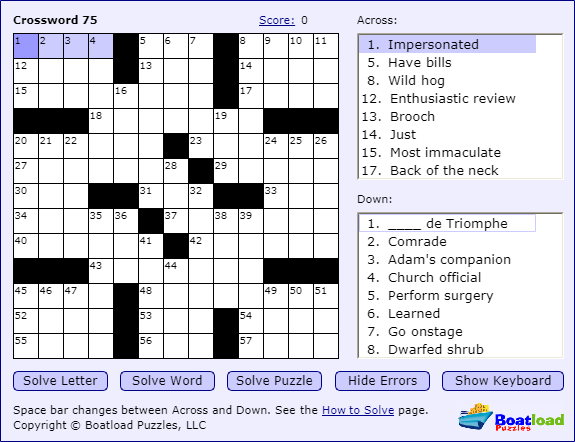 Crossword 75
Score: 0
1 2 3 4 5 6 7 8 9 10 11
12 13 14
15 16 17
18 19
20 21 22 23 24 25 26
27 28 29
30 31 32 33
34 35 36 37 38 39
40 41 42
43 44
45 46 47 48 49 50 51
52 53 54
55 56 57
Across:
1. Impersonated
5. Have bills
8. Wild hog
12. Enthusiastic review
13. Brooch
14. Just
15. Most immaculate
17. Back of the neck
Down:
1. ____ de Triomphe
2. Comrade
3. Adam's companion
4. Church official
5. Perform surgery
6. Learned
7. Go onstage
8. Dwarfed shrub
Solve Letter
Solve Word
Solve Puzzle
Hide Errors
Show Keyboard
Space bar changes between Across and Down. See the How to Solve page.
Copyright © Boatload Puzzles, LLC
Boatload
Puzzles